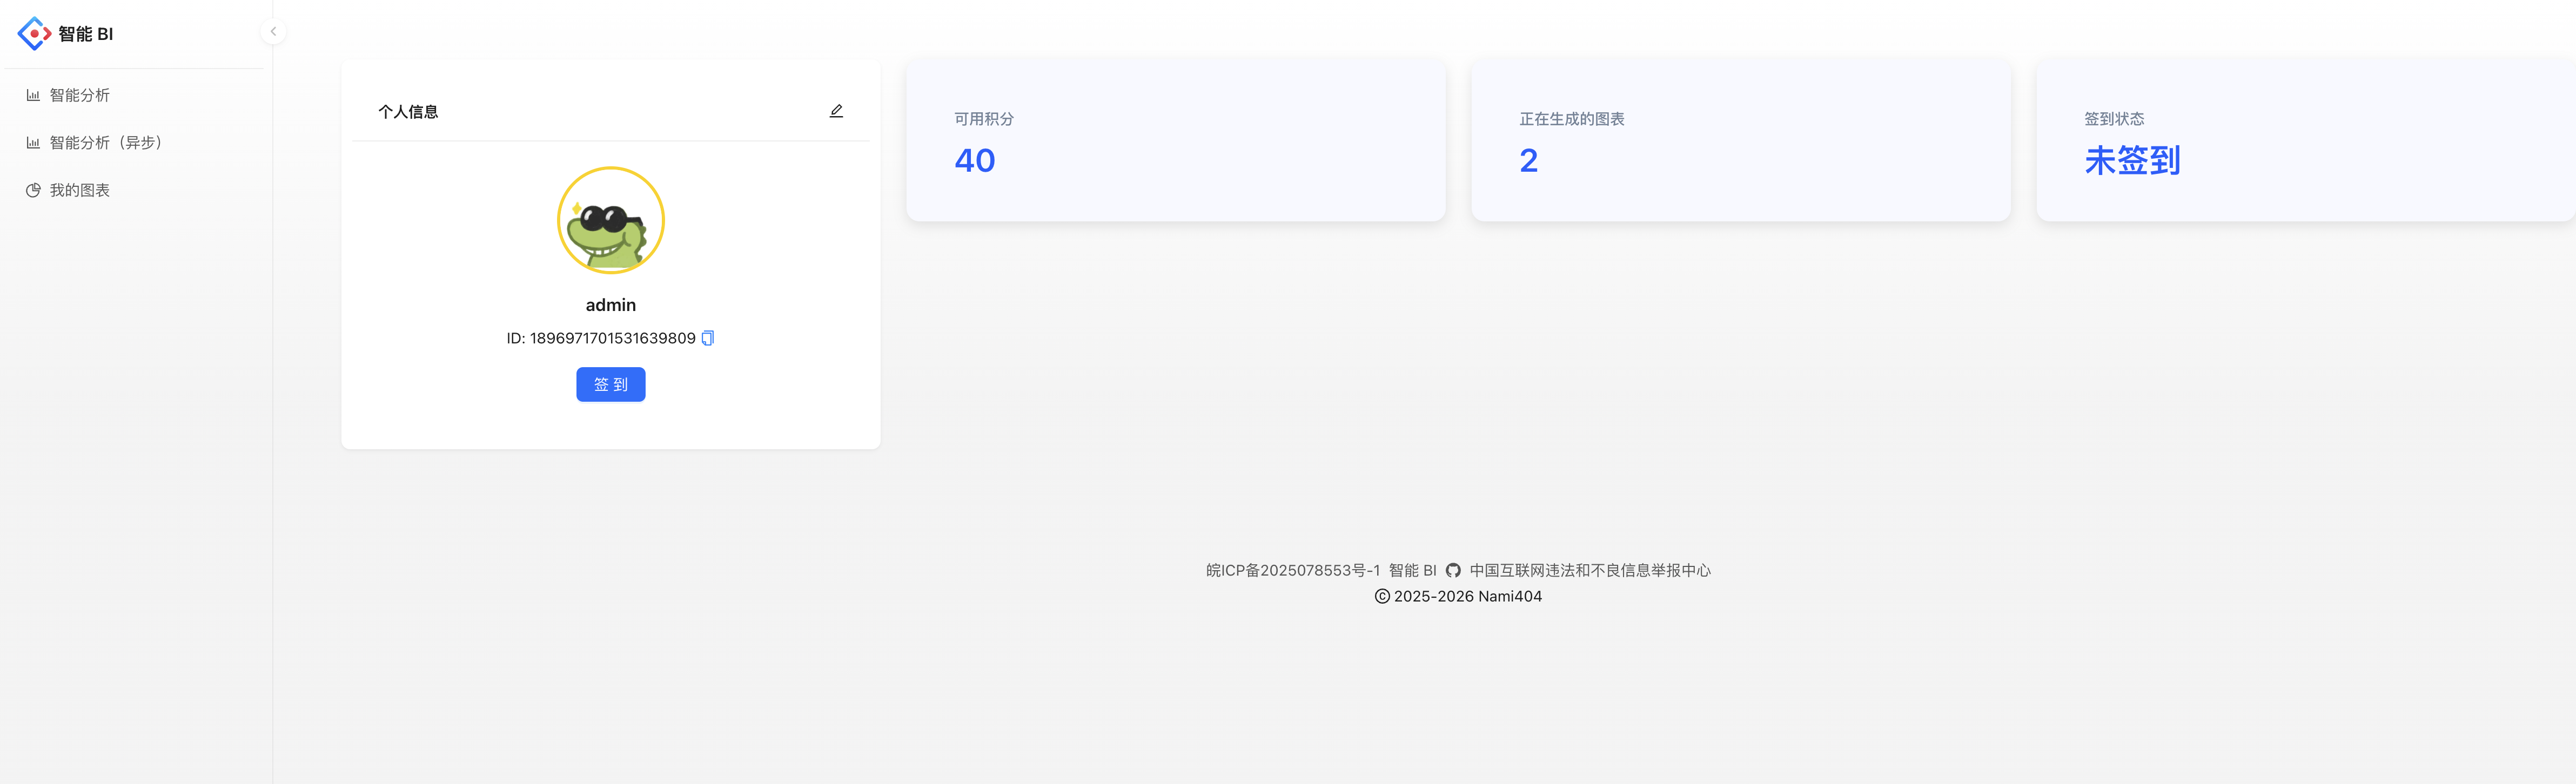 智能 BI
智能分析
智能分析（异步）
我的图表
个人信息
admin
ID: 1896971701531639809
签 到
可用积分
40
正在生成的图表
2
签到状态
未签到
皖ICP备2025078553号-1 智能 BI 中国互联网违法和不良信息举报中心
© 2025-2026 Nami404